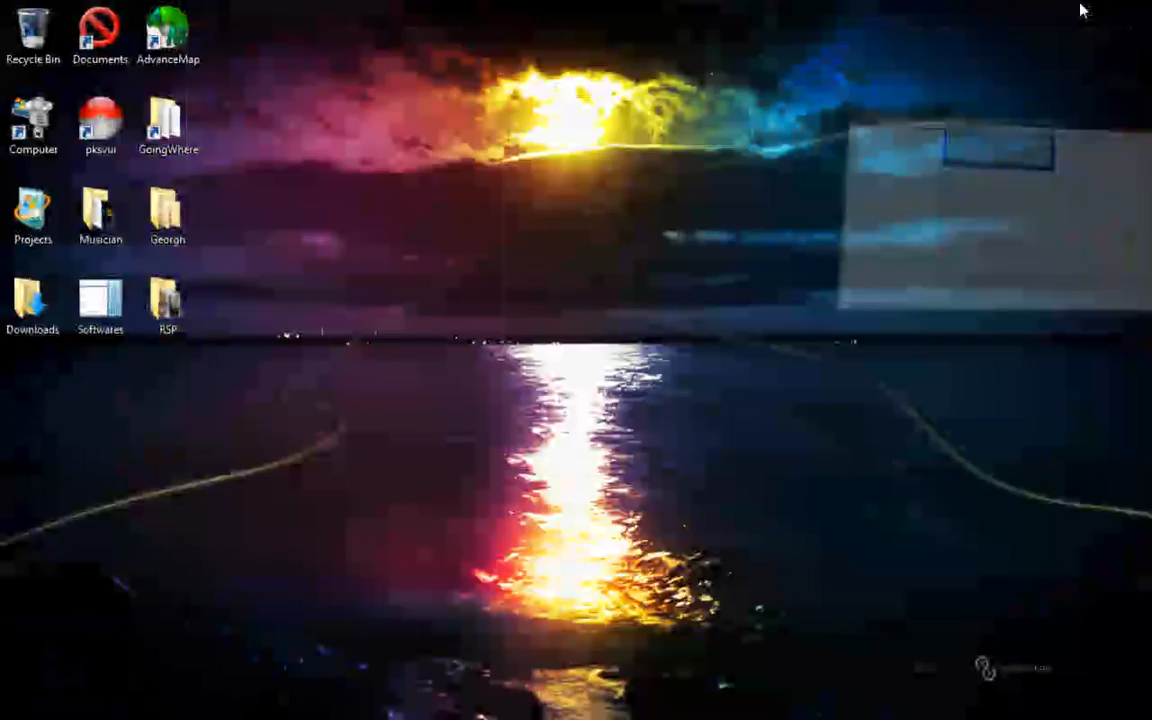 Recycle Bin Documents AdvanceMap
Computer pksvui GoingWhere
Projects Musician Georgh
Downloads Softwares RSP